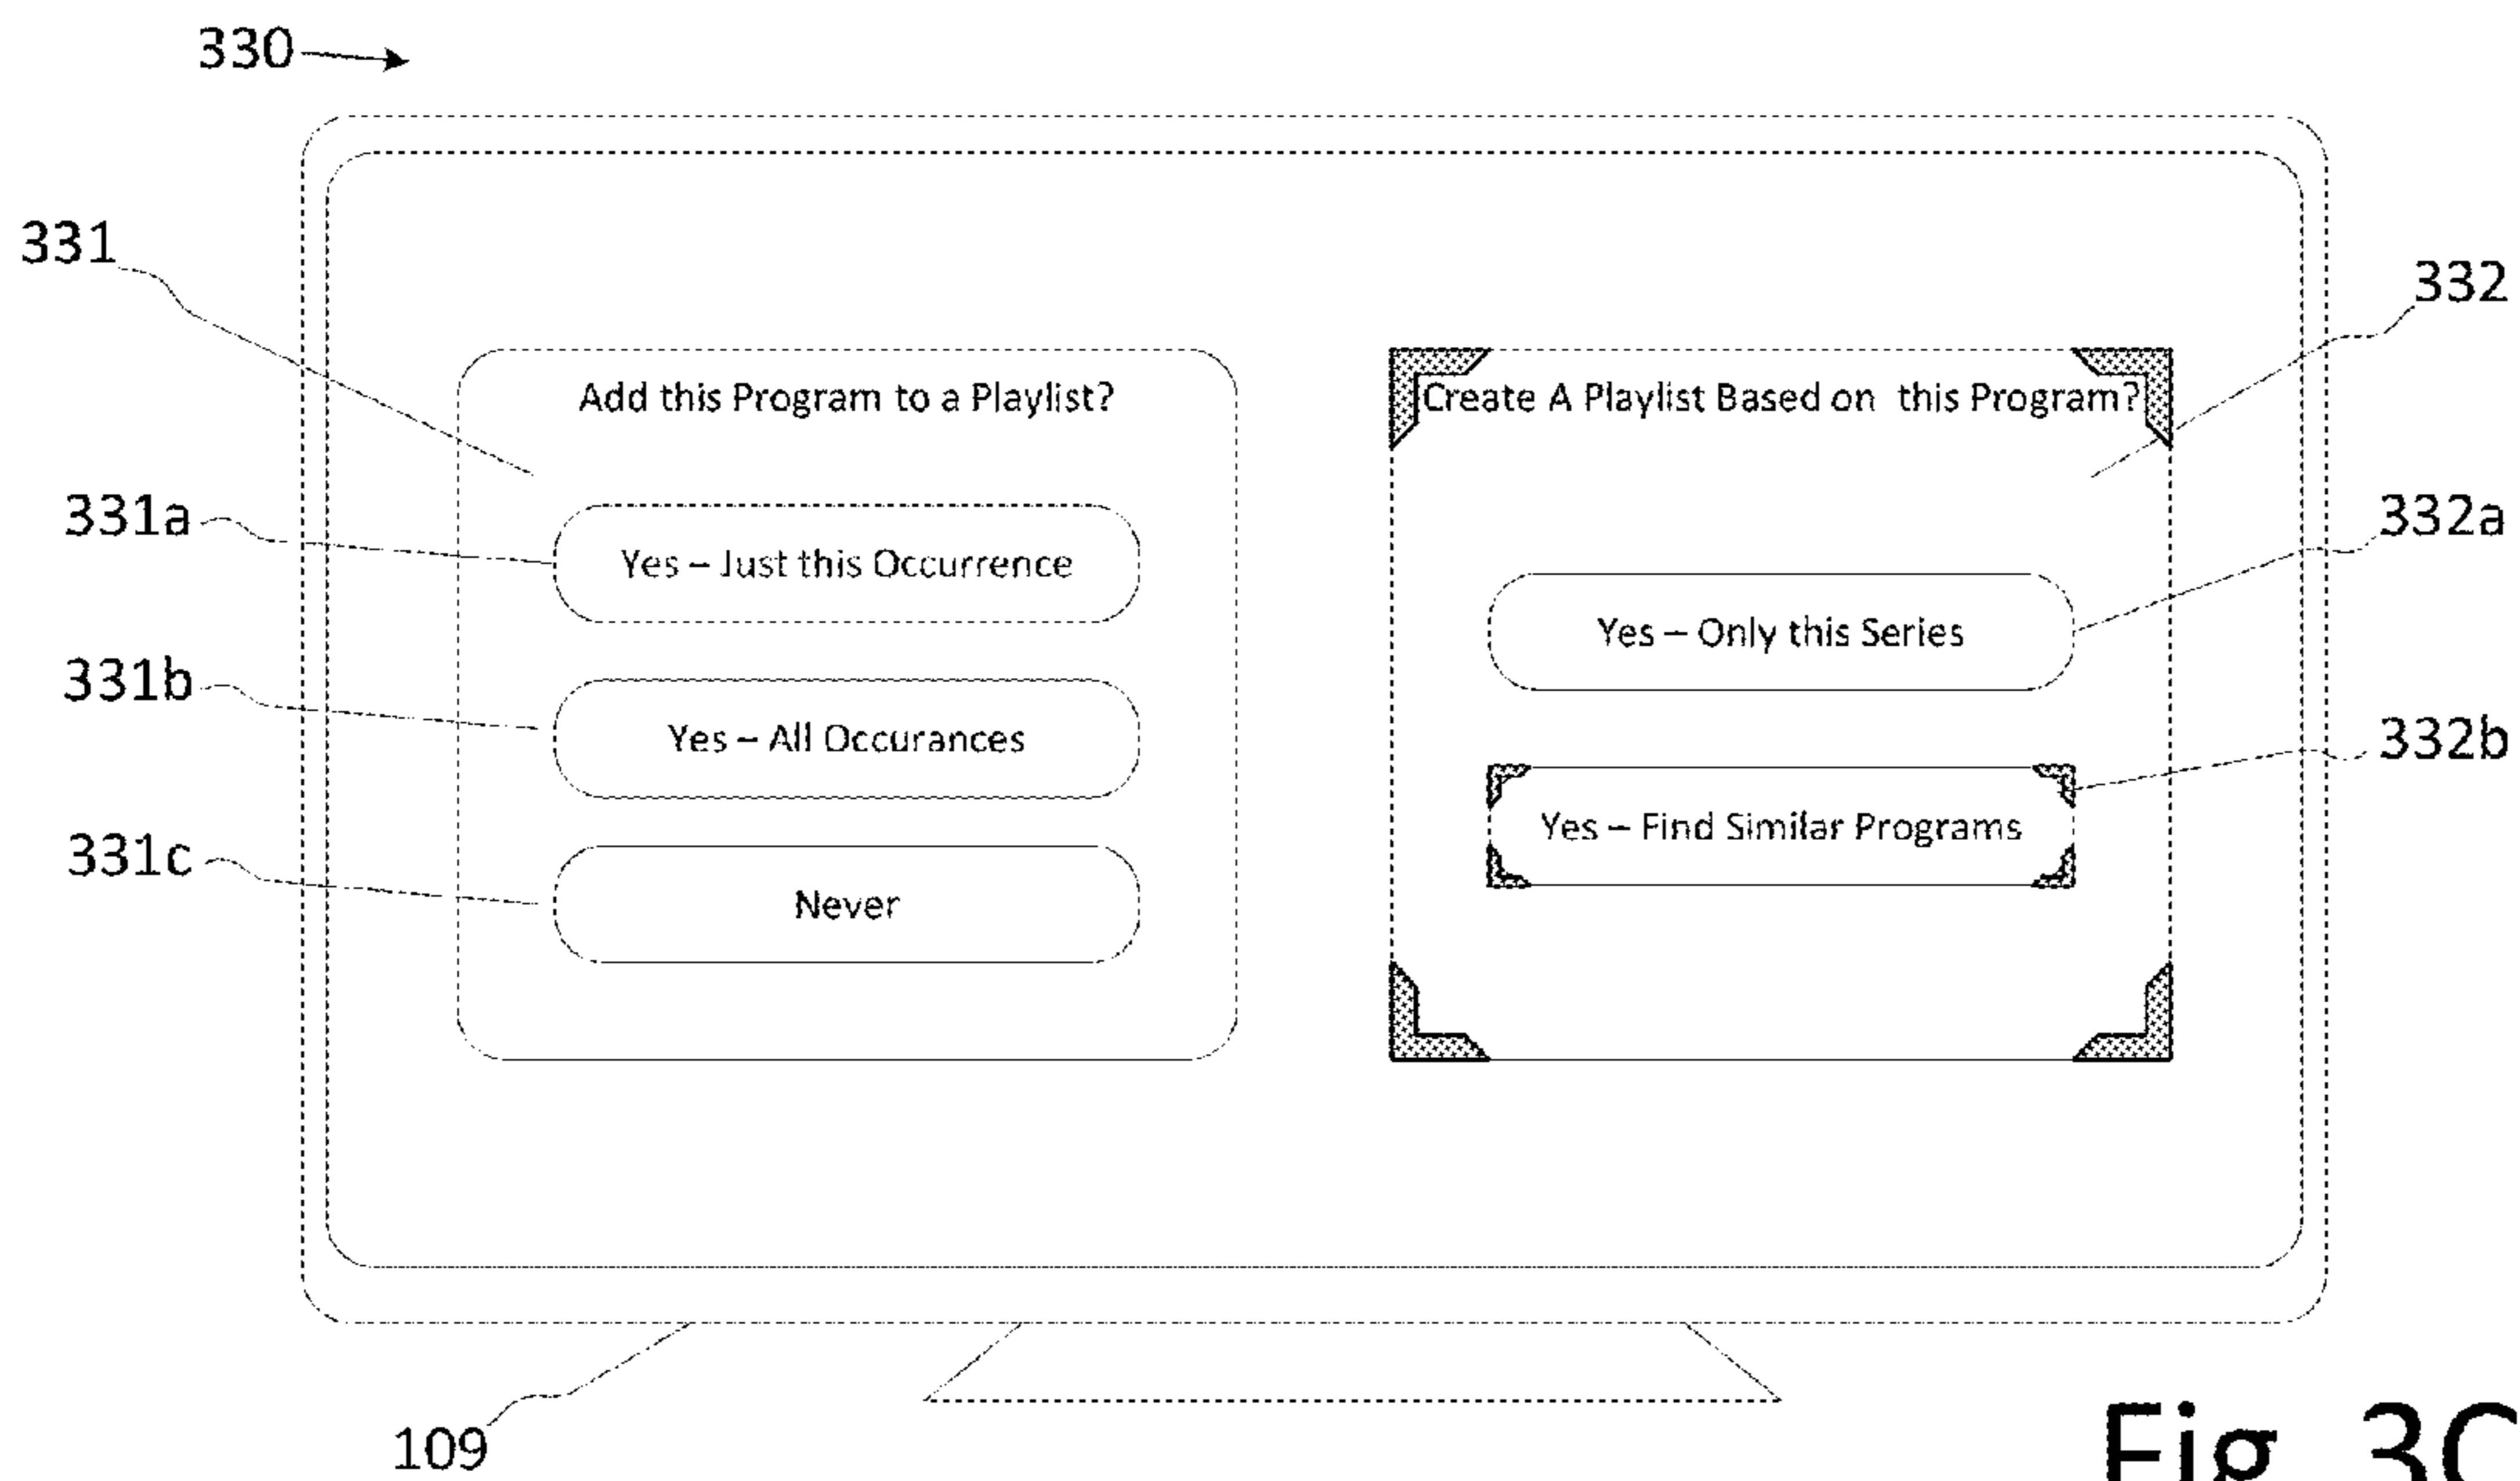 330
331
332
Add this Program to a Playlist?
Create A Playlist Based on this Program?
331a
Yes – Just this Occurrence
332a
Yes – Only this Series
331b
Yes – All Occurances
332b
Yes – Find Similar Programs
331c
Never
109
Fig. 3C